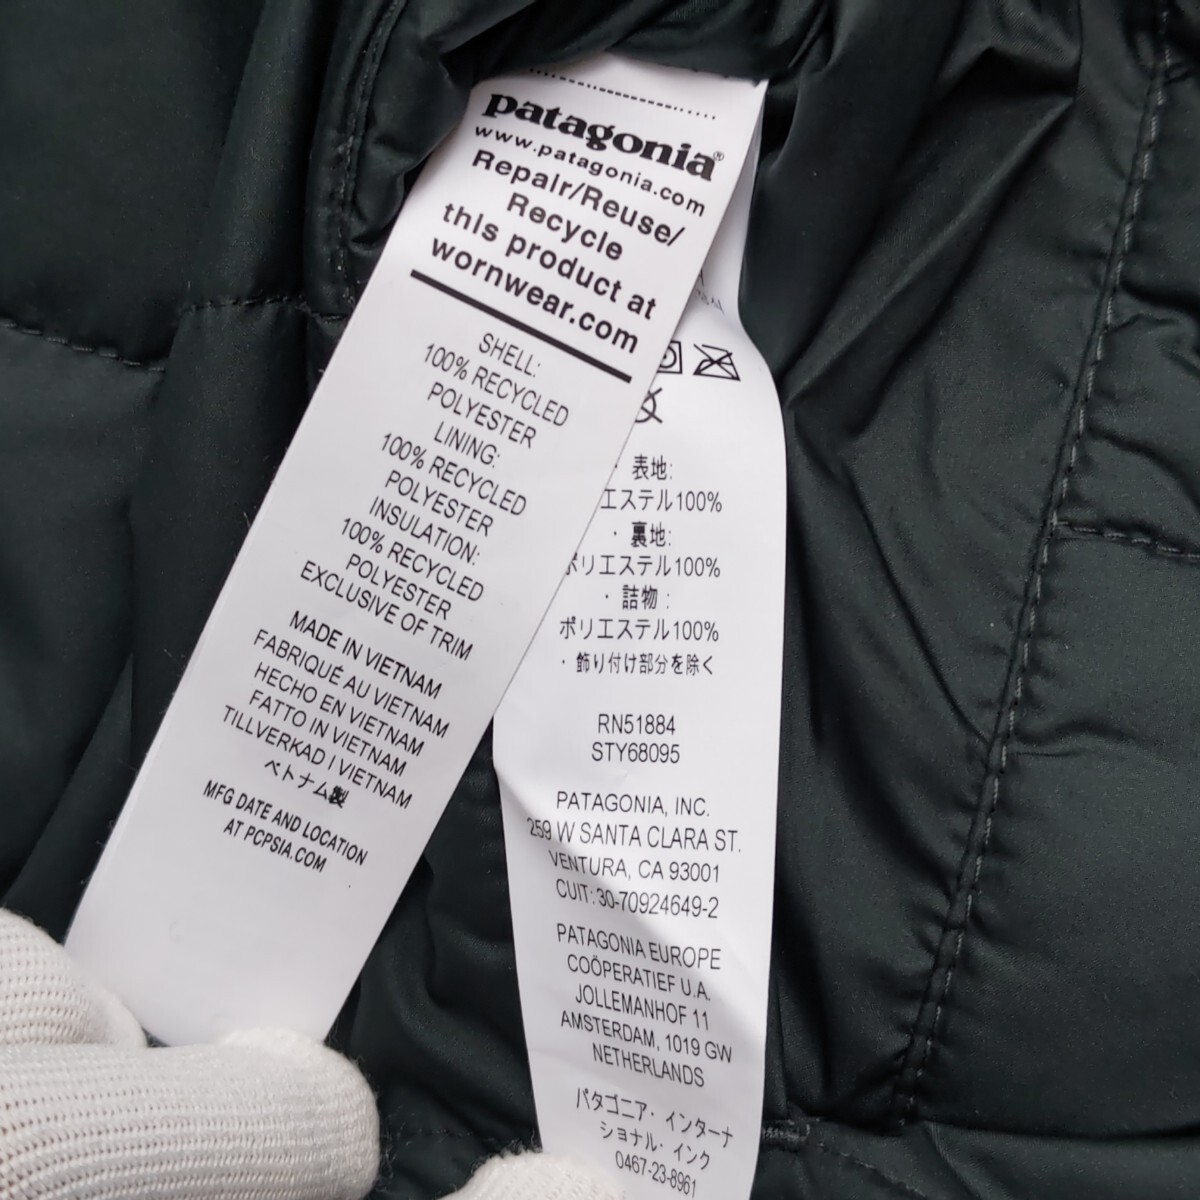 patagonia®
www.patagonia.com
Repair/Reuse/
Recycle
this product at
wornwear.com
SHELL:
100% RECYCLED
POLYESTER
LINING:
100% RECYCLED
POLYESTER
INSULATION:
100% RECYCLED
POLYESTER
EXCLUSIVE OF TRIM
MADE IN VIETNAM
FABRIQUÉ AU VIETNAM
HECHO EN VIETNAM
FATTO IN VIETNAM
TILLVERKAD I VIETNAM
ベトナム製
MFG DATE AND LOCATION
AT PCPSIA.COM
・表地:
エステル100%
・裏地:
ポリエステル100%
・詰物:
ポリエステル100%
・飾り付け部分を除く
RN51884
STY68095
PATAGONIA, INC.
259 W SANTA CLARA ST.
VENTURA, CA 93001
CUIT: 30-70924649-2
PATAGONIA EUROPE
COÖPERATIEF U.A.
JOLLEMANHOF 11
AMSTERDAM, 1019 GW
NETHERLANDS
パタゴニア・インターナ
ショナル・インク
0467-23-8961